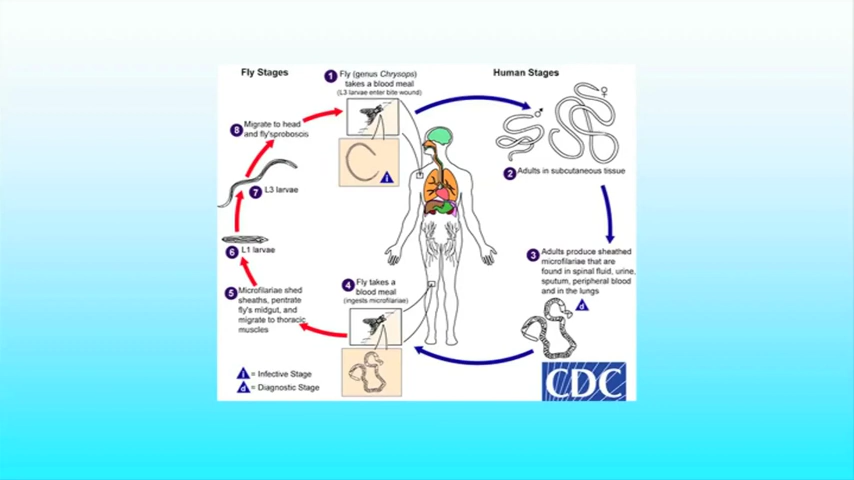 Fly Stages
Human Stages
1 Fly (genus Chrysops)
takes a blood meal
(L3 larvae enter bite wound)
8 Migrate to head
and fly'sproboscis
i
♂
♀
2 Adults in subcutaneous tissue
7 L3 larvae
6 L1 larvae
3 Adults produce sheathed
microfilariae that are
found in spinal fluid, urine,
sputum, peripheral blood
and in the lungs
d
4 Fly takes a
blood meal
(ingests microfilariae)
5 Microfilariae shed
sheaths, pentrate
fly's midgut, and
migrate to thoracic
muscles
i = Infective Stage
d = Diagnostic Stage
CDC